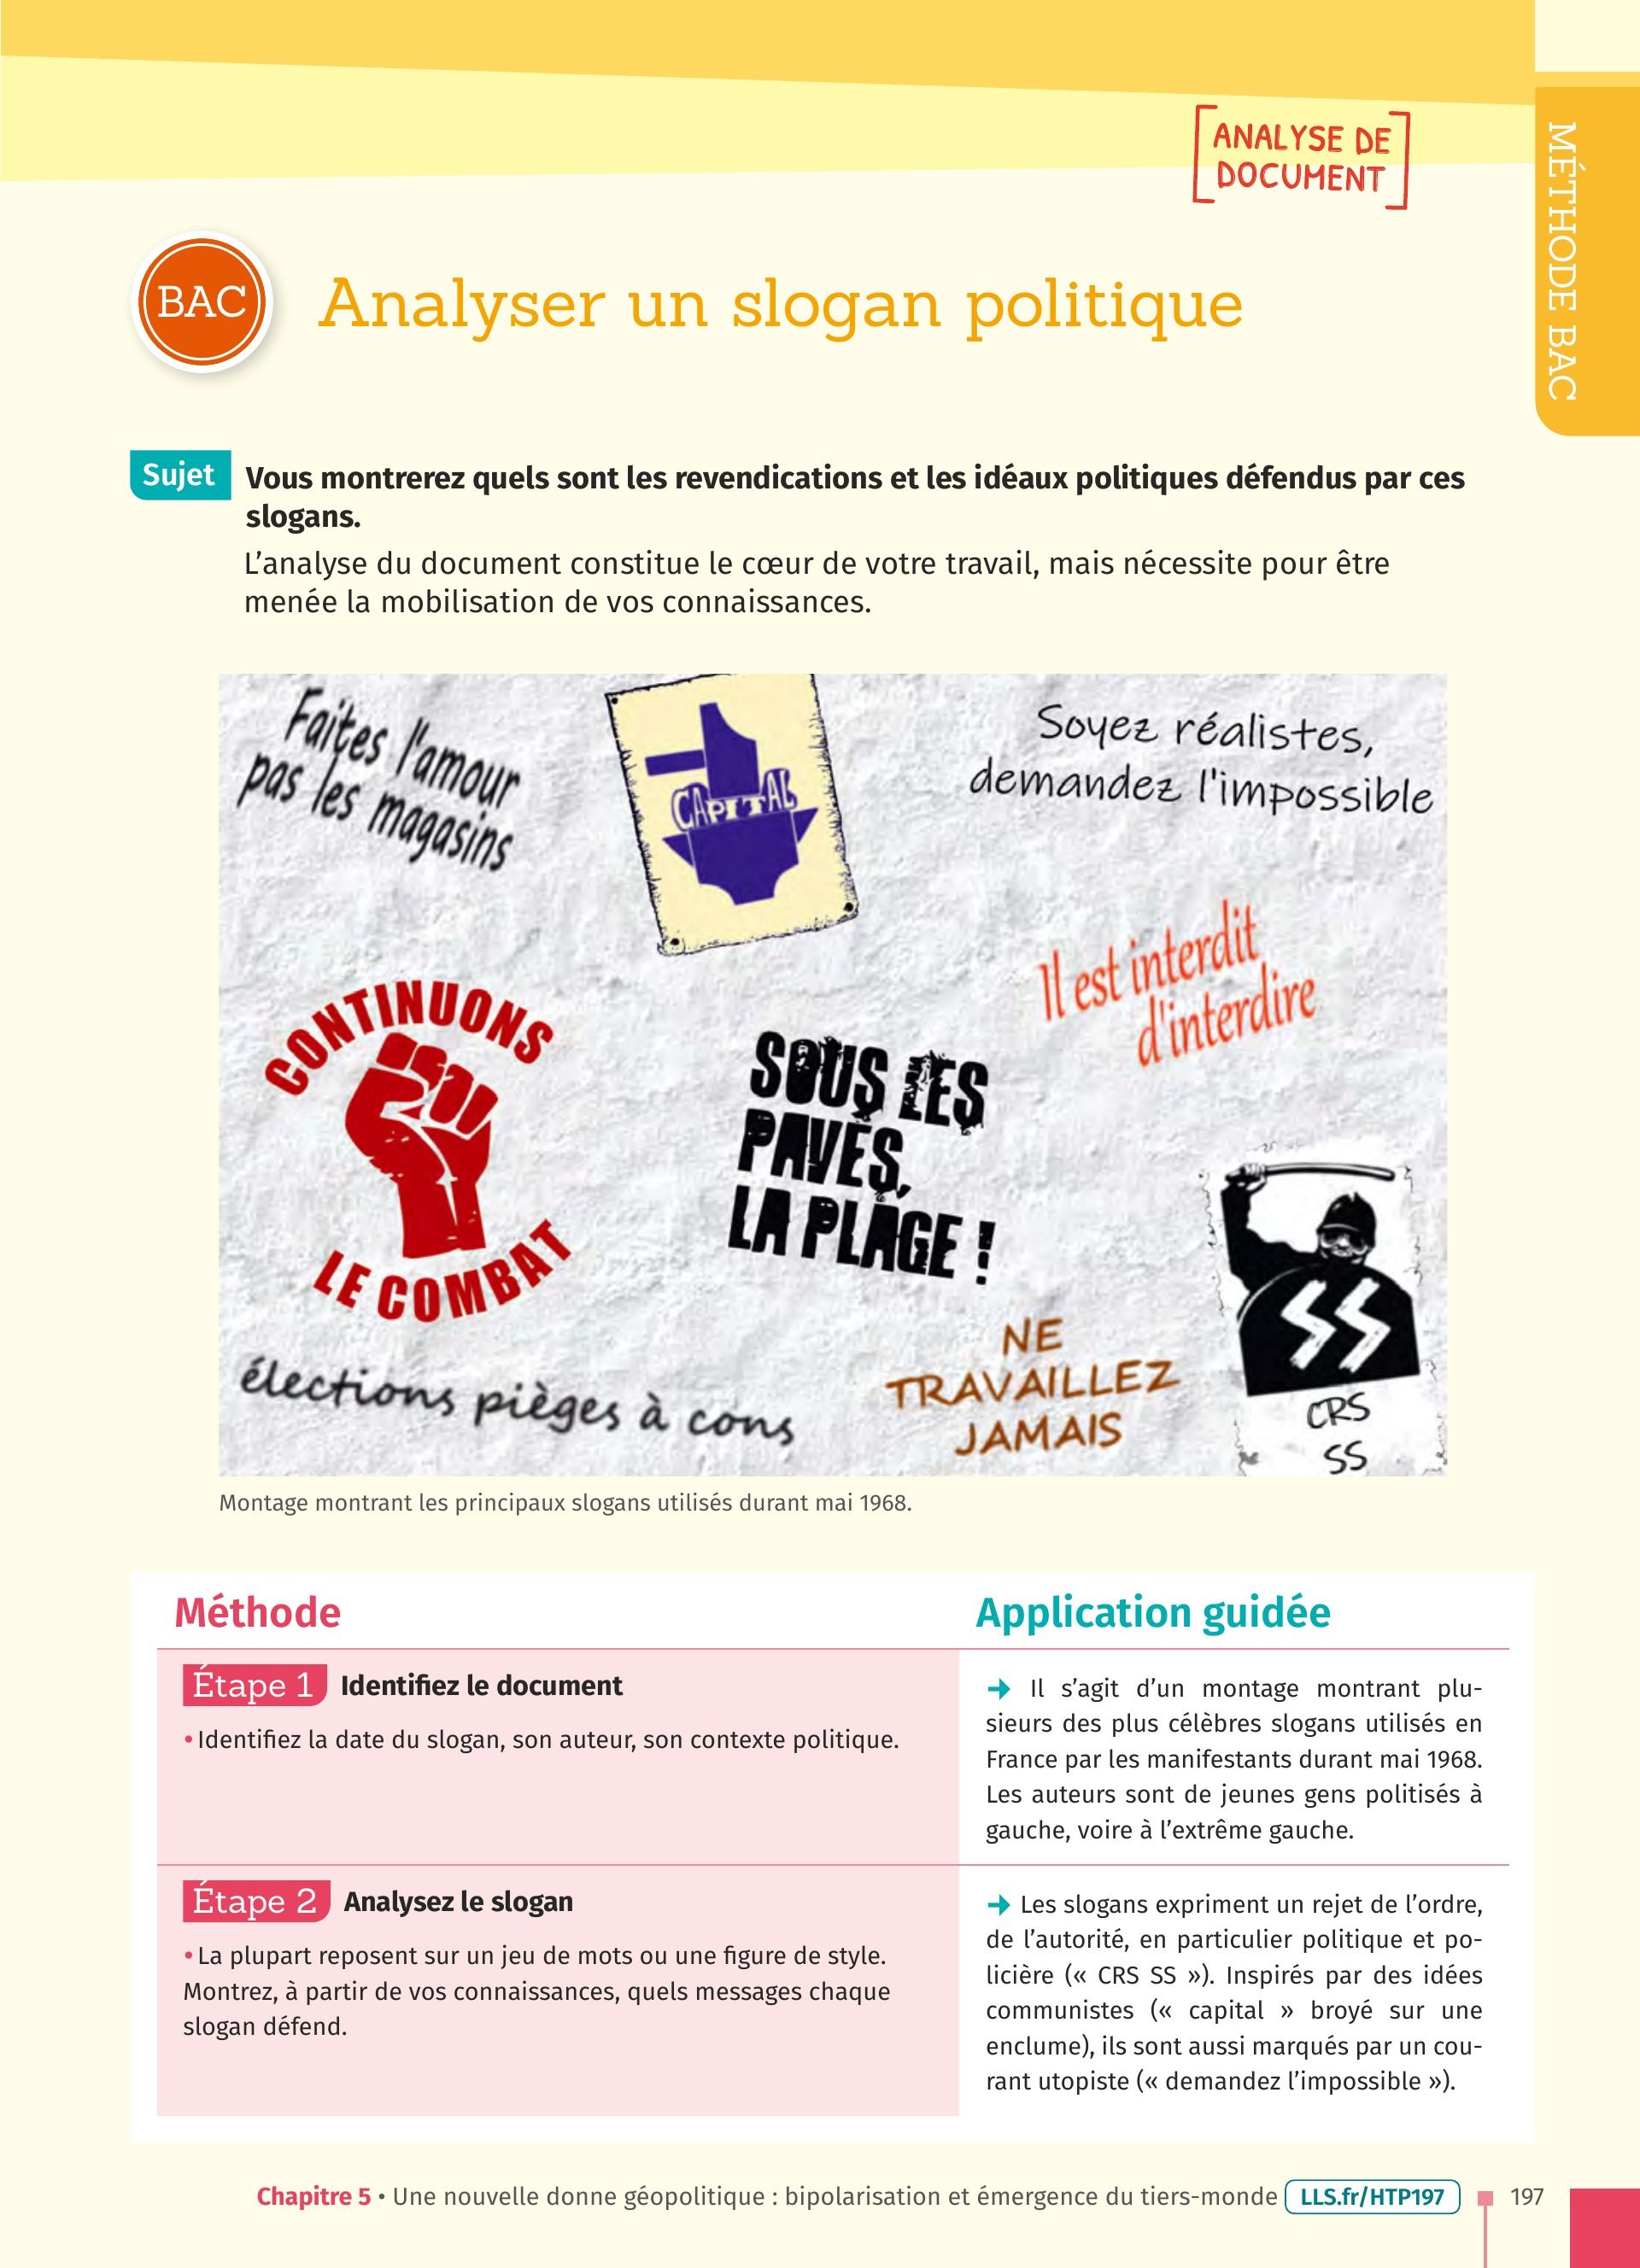 ANALYSE DE
DOCUMENT
MÉTHODE BAC
BAC
Analyser un slogan politique
Sujet
Vous montrerez quels sont les revendications et les idéaux politiques défendus par ces
slogans.
L’analyse du document constitue le cœur de votre travail, mais nécessite pour être
menée la mobilisation de vos connaissances.
Faites l'amour
pas les magasins
CAPITAL
Soyez réalistes,
demandez l'impossible
Il est interdit
d'interdire
CONTINUONS
LE COMBAT
SOUS LES
PAVÉS,
LA PLAGE !
SS
CRS
SS
NE
TRAVAILLEZ
JAMAIS
élections pièges à cons
Montage montrant les principaux slogans utilisés durant mai 1968.
Méthode
Étape 1 Identifiez le document
• Identifiez la date du slogan, son auteur, son contexte politique.
Étape 2 Analysez le slogan
• La plupart reposent sur un jeu de mots ou une figure de style.
Montrez, à partir de vos connaissances, quels messages chaque
slogan défend.
Application guidée
➔ Il s’agit d’un montage montrant plu-
sieurs des plus célèbres slogans utilisés en
France par les manifestants durant mai 1968.
Les auteurs sont de jeunes gens politisés à
gauche, voire à l’extrême gauche.
➔ Les slogans expriment un rejet de l’ordre,
de l’autorité, en particulier politique et po-
licière (« CRS SS »). Inspirés par des idées
communistes (« capital » broyé sur une
enclume), ils sont aussi marqués par un cou-
rant utopiste (« demandez l’impossible »).
Chapitre 5 • Une nouvelle donne géopolitique : bipolarisation et émergence du tiers-monde LLS.fr/HTP197 197